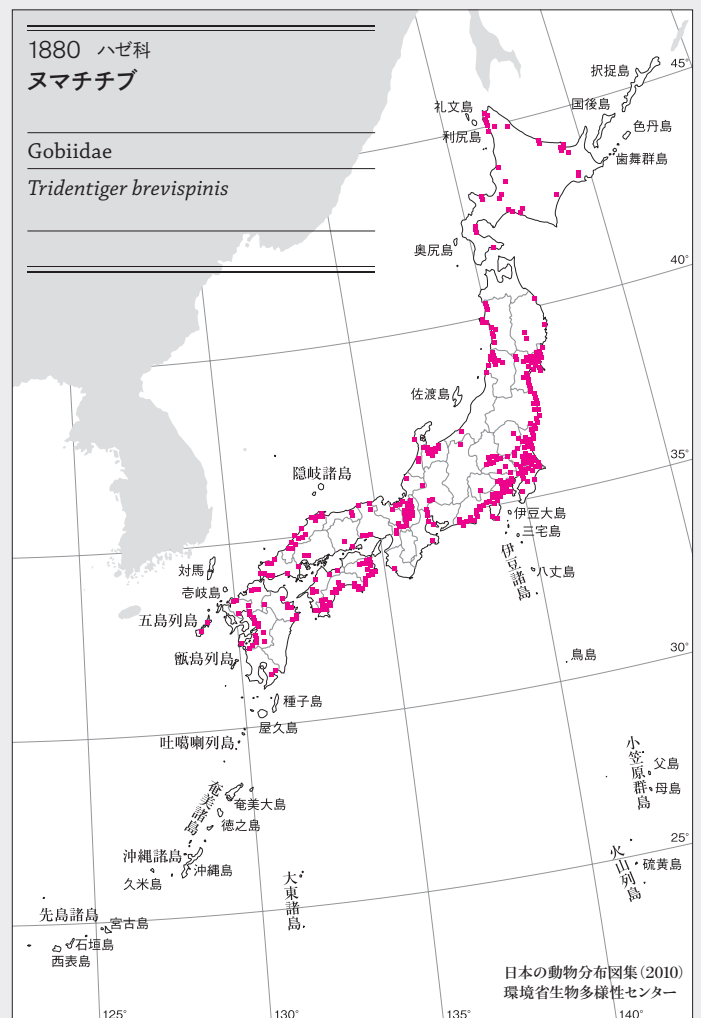 1880 ハゼ科
ヌマチチブ
Gobiidae
Tridentiger brevispinis
45°
択捉島
礼文島
国後島
色丹島
利尻島
歯舞群島
奥尻島
40°
佐渡島
35°
隠岐諸島
伊豆大島
三宅島
伊豆諸島
八丈島
対馬
壱岐島
五島列島
甑島列島
鳥島
30°
種子島
屋久島
吐噶喇列島
小笠原群島
父島
母島
奄美諸島
奄美大島
徳之島
25°
沖縄諸島
沖縄島
久米島
火山列島
硫黄島
大東諸島
先島諸島
宮古島
石垣島
西表島
日本の動物分布図集(2010)
環境省生物多様性センター
125°
130°
135°
140°